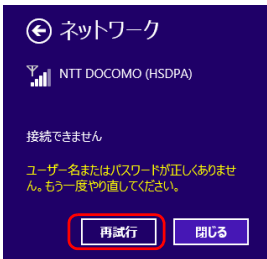 ネットワーク
NTT DOCOMO (HSDPA)
接続できません
ユーザー名またはパスワードが正しくありませ
ん。もう一度やり直してください。
再試行
閉じる